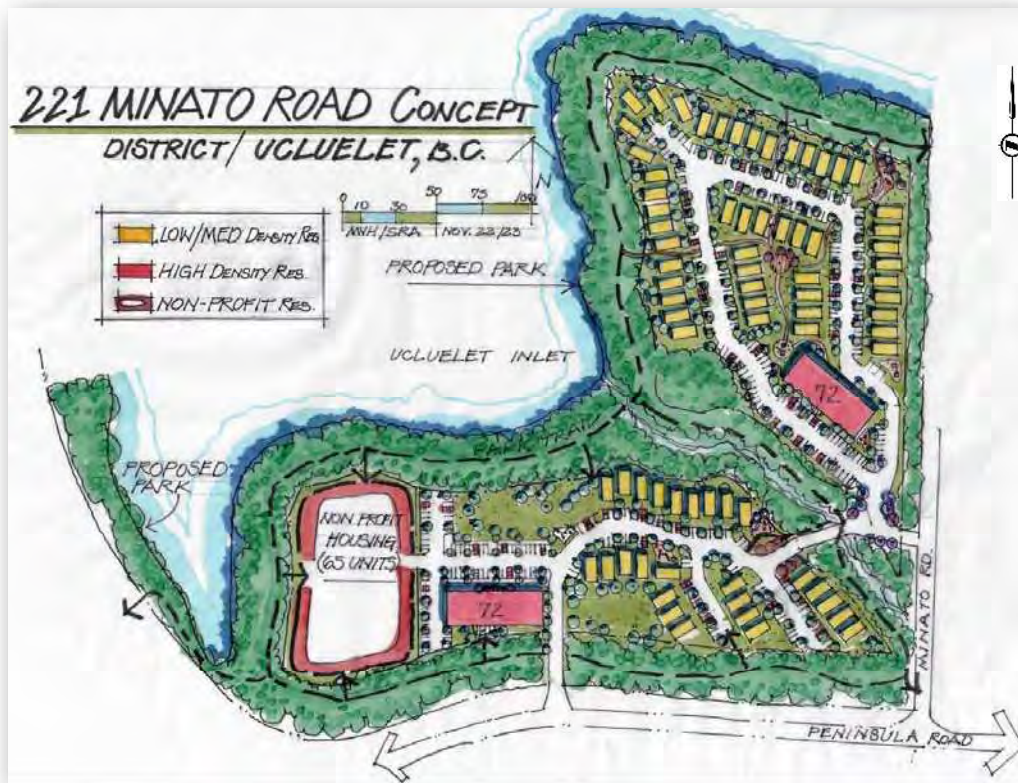 221 MINATO ROAD CONCEPT
DISTRICT/ UCLUELET, B.C.
0 10 30 50 75 100
N
MVH/SRA NOV. 22/23
LOW/MED DENSITY RES.
HIGH DENSITY RES.
NON-PROFIT RES.
PROPOSED PARK
UCLUELET INLET
72
PARK TRAIL
PROPOSED
PARK
NON PROFIT
HOUSING
(65 UNITS)
72
MINATO RD.
PENINSULA ROAD